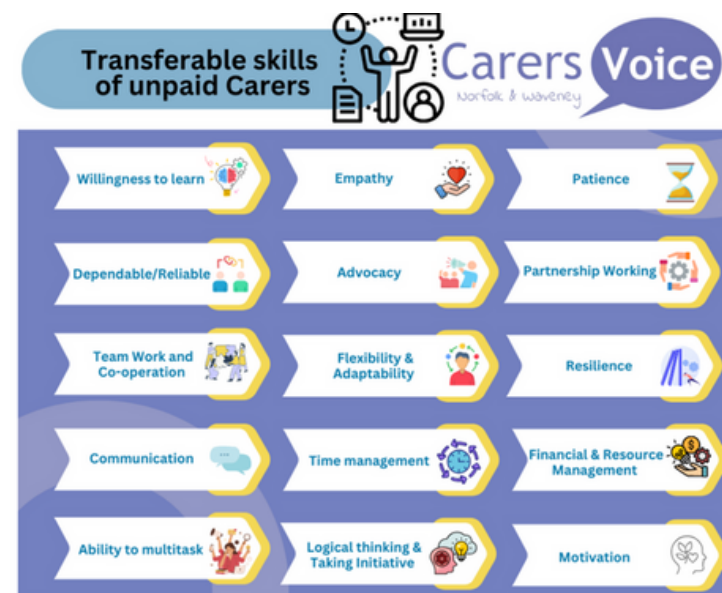 Transferable skills
of unpaid Carers
Carers Voice
Norfolk & Waveney
Willingness to learn
Empathy
Patience
Dependable/Reliable
Advocacy
Partnership Working
Team Work and
Co-operation
Flexibility &
Adaptability
Resilience
Communication
Time management
Financial & Resource
Management
Ability to multitask
Logical thinking &
Taking Initiative
Motivation